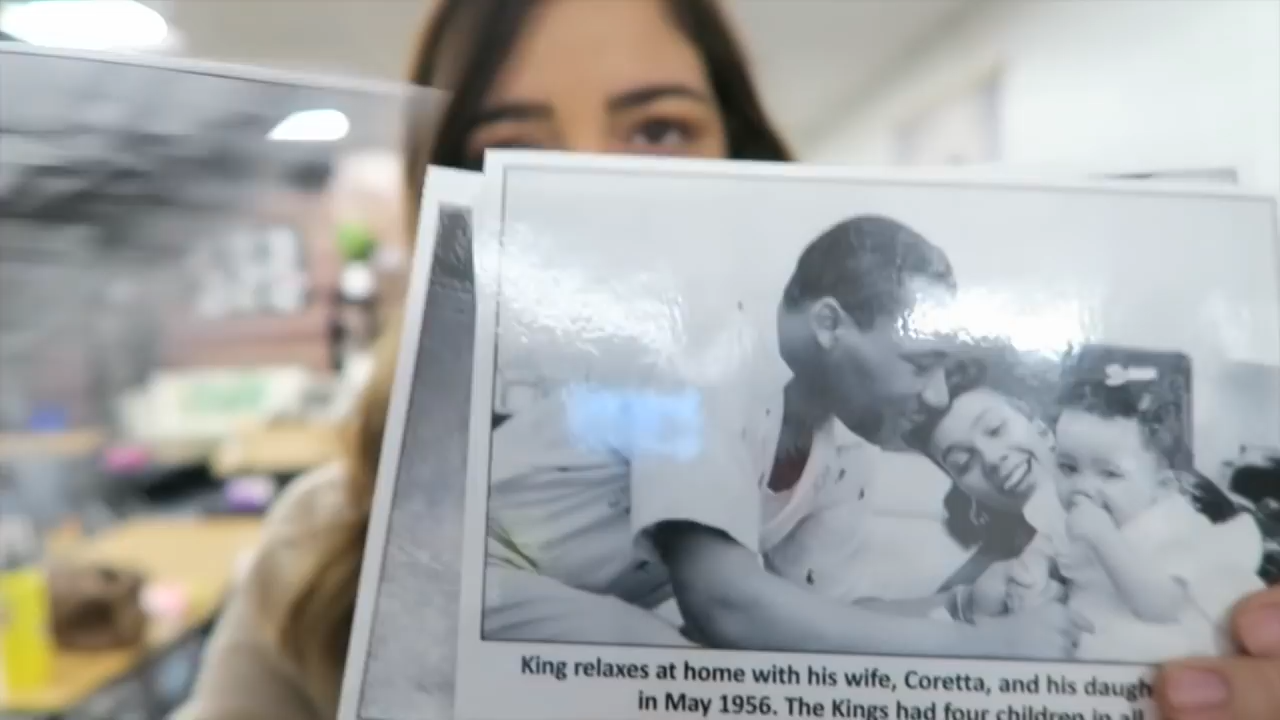 King relaxes at home with his wife, Coretta, and his daugh
in May 1956. The Kings had four children in all